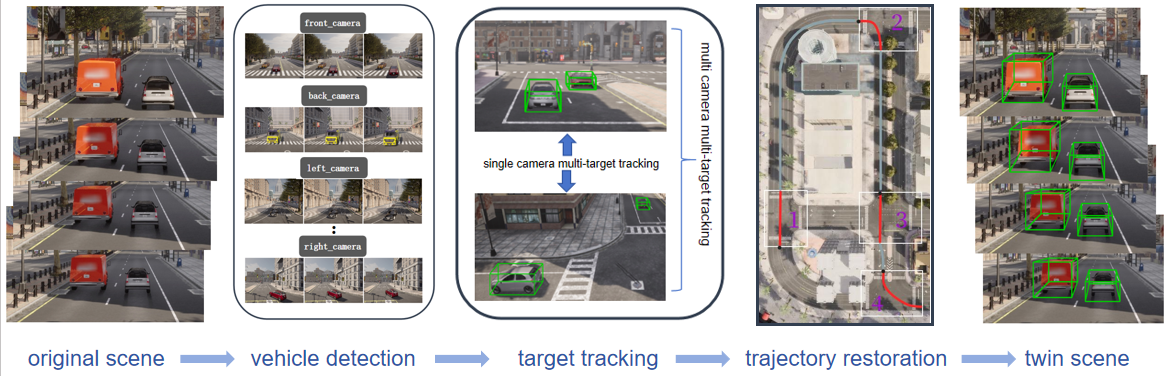 front_camera
back_camera
left_camera
right_camera
single camera multi-target tracking
multi camera multi-target tracking
2
1
3
4
original scene
vehicle detection
target tracking
trajectory restoration
twin scene